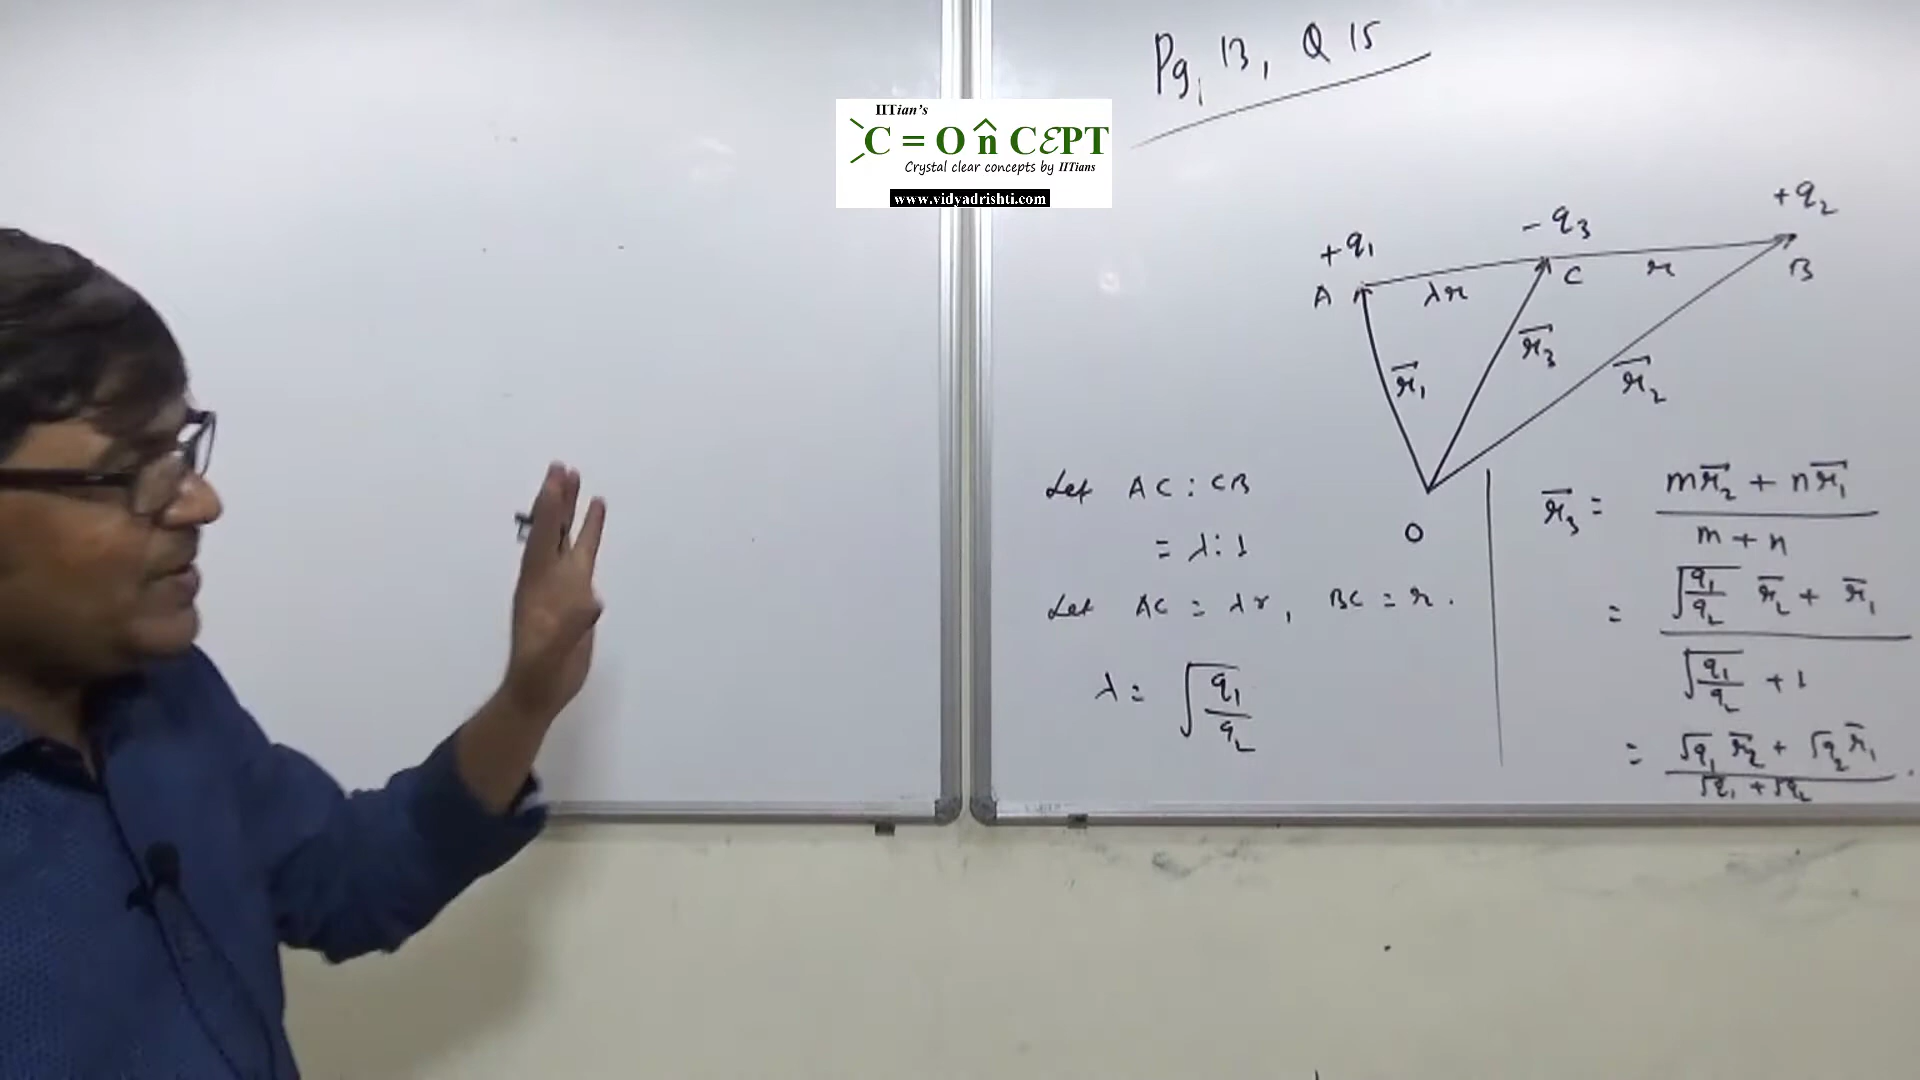 Pg, 13, Q 15
IITian's
C = O n̂ CƐPT
Crystal clear concepts by IITians
www.vidyadrishti.com
+q₁ -q₃ +q₂
A λr C r B
r⃗₁ r⃗₃ r⃗₂
O
Let AC : CB
= λ : 1
Let AC = λr, BC = r.
λ = √(q₁/q₂)
r⃗₃ = (m r⃗₂ + n r⃗₁)/(m + n)
= (√(q₁/q₂) r̄₂ + r̄₁)/(√(q₁/q₂) + 1)
= (√q₁ r̄₂ + √q₂ r̄₁)/(√q₁ + √q₂).